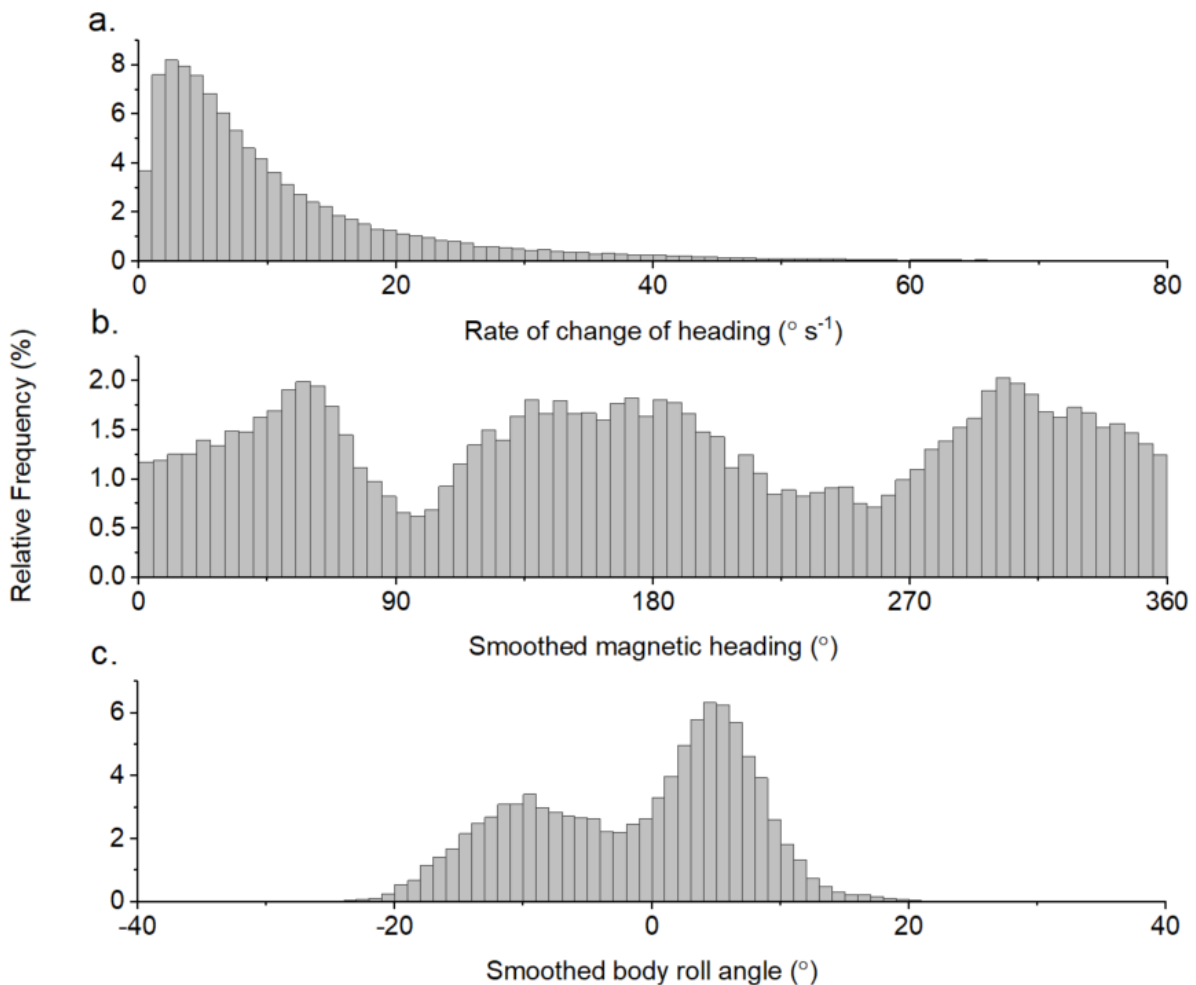 a.
8
6
4
2
0
0 20 40 60 80
Rate of change of heading (° s⁻¹)
b.
Relative Frequency (%)
2.0
1.5
1.0
0.5
0.0
0 90 180 270 360
Smoothed magnetic heading (°)
c.
6
4
2
0
-40 -20 0 20 40
Smoothed body roll angle (°)